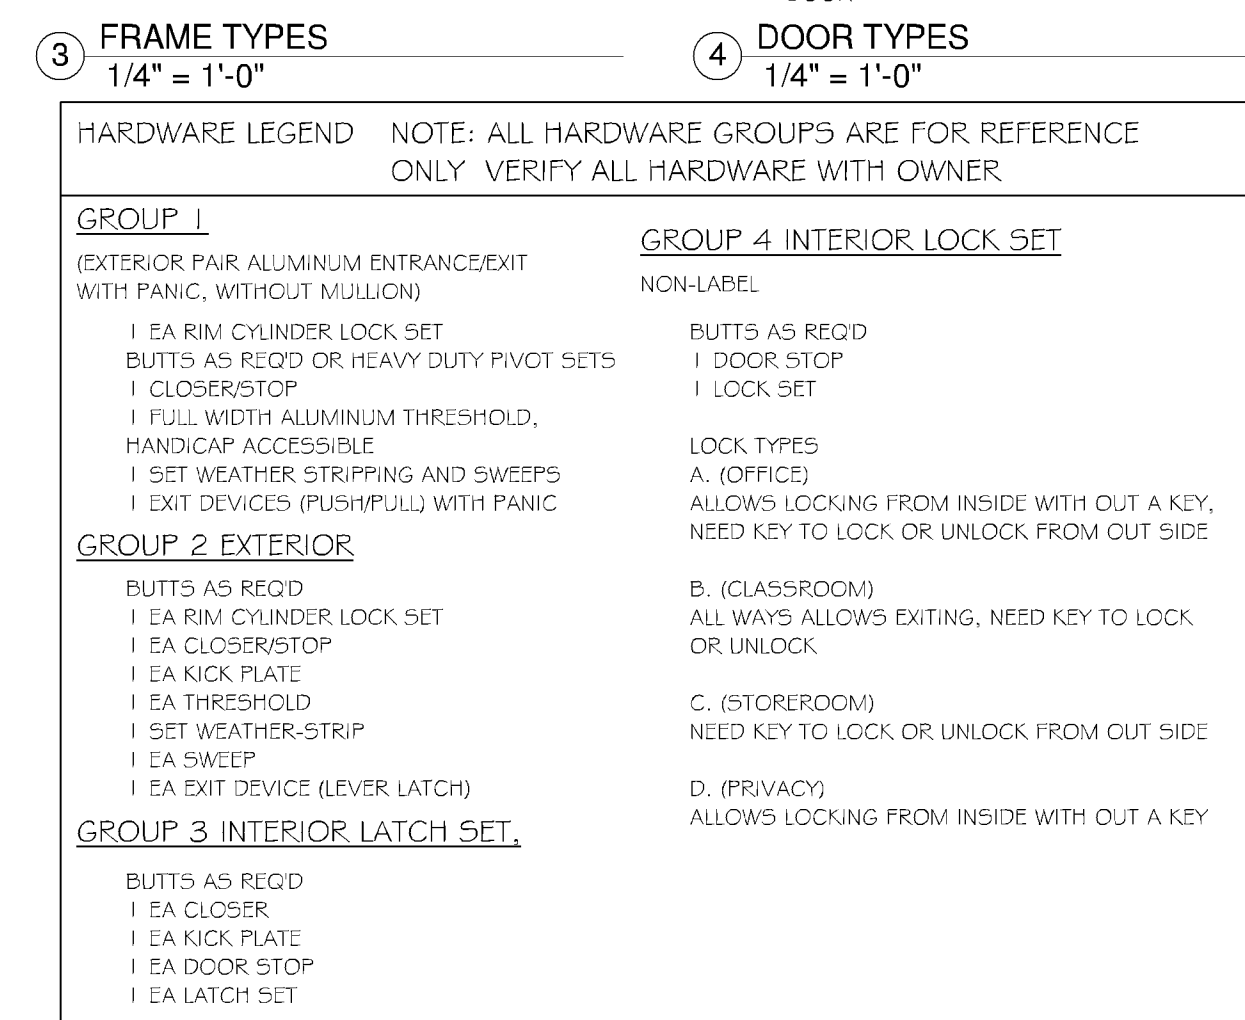 3 FRAME TYPES
1/4" = 1'-0"
4 DOOR TYPES
1/4" = 1'-0"
HARDWARE LEGEND NOTE: ALL HARDWARE GROUPS ARE FOR REFERENCE
ONLY VERIFY ALL HARDWARE WITH OWNER
GROUP 1
(EXTERIOR PAIR ALUMINUM ENTRANCE/EXIT
WITH PANIC, WITHOUT MULLION)
1 EA RIM CYLINDER LOCK SET
BUTTS AS REQ'D OR HEAVY DUTY PIVOT SETS
1 CLOSER/STOP
1 FULL WIDTH ALUMINUM THRESHOLD,
HANDICAP ACCESSIBLE
1 SET WEATHER STRIPPING AND SWEEPS
1 EXIT DEVICES (PUSH/PULL) WITH PANIC
GROUP 2 EXTERIOR
BUTTS AS REQ'D
1 EA RIM CYLINDER LOCK SET
1 EA CLOSER/STOP
1 EA KICK PLATE
1 EA THRESHOLD
1 SET WEATHER-STRIP
1 EA SWEEP
1 EA EXIT DEVICE (LEVER LATCH)
GROUP 3 INTERIOR LATCH SET,
BUTTS AS REQ'D
1 EA CLOSER
1 EA KICK PLATE
1 EA DOOR STOP
1 EA LATCH SET
GROUP 4 INTERIOR LOCK SET
NON-LABEL
BUTTS AS REQ'D
1 DOOR STOP
1 LOCK SET
LOCK TYPES
A. (OFFICE)
ALLOWS LOCKING FROM INSIDE WITH OUT A KEY,
NEED KEY TO LOCK OR UNLOCK FROM OUT SIDE
B. (CLASSROOM)
ALL WAYS ALLOWS EXITING, NEED KEY TO LOCK
OR UNLOCK
C. (STOREROOM)
NEED KEY TO LOCK OR UNLOCK FROM OUT SIDE
D. (PRIVACY)
ALLOWS LOCKING FROM INSIDE WITH OUT A KEY